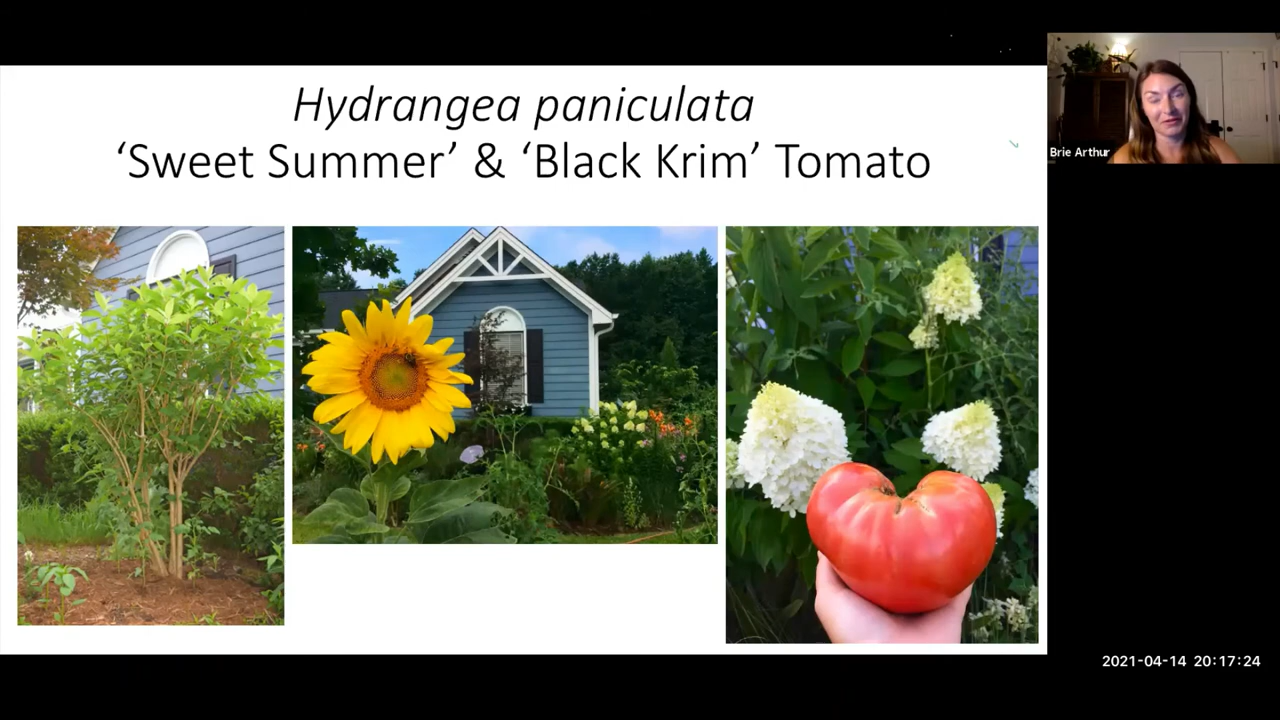 Hydrangea paniculata
‘Sweet Summer’ & ‘Black Krim’ Tomato
Brie Arthur
2021-04-14 20:17:24